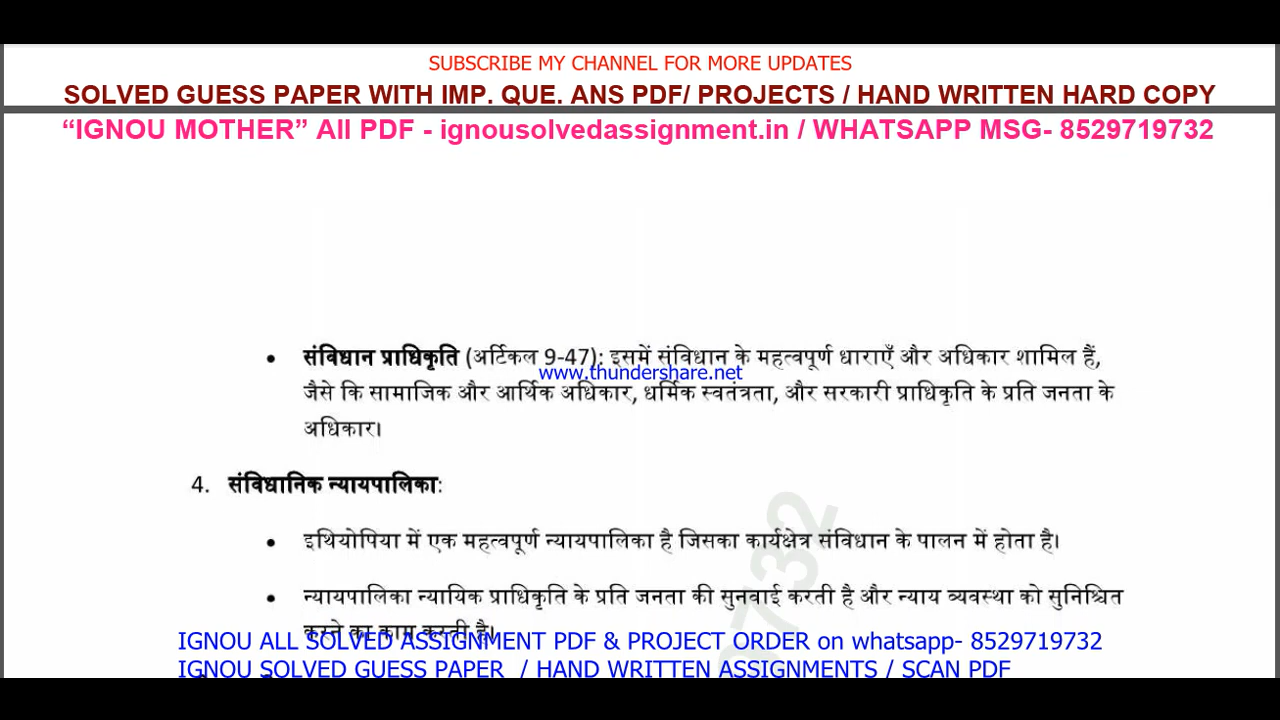 SUBSCRIBE MY CHANNEL FOR MORE UPDATES
SOLVED GUESS PAPER WITH IMP. QUE. ANS PDF/ PROJECTS / HAND WRITTEN HARD COPY
“IGNOU MOTHER” All PDF - ignousolvedassignment.in / WHATSAPP MSG- 8529719732
• संविधान प्राधिकृति (अर्टिकल 9-47): इसमें संविधान के महत्वपूर्ण धाराएँ और अधिकार शामिल हैं,
www.thundershare.net
जैसे कि सामाजिक और आर्थिक अधिकार, धर्मिक स्वतंत्रता, और सरकारी प्राधिकृति के प्रति जनता के
अधिकार।
4. संविधानिक न्यायपालिका:
• इथियोपिया में एक महत्वपूर्ण न्यायपालिका है जिसका कार्यक्षेत्र संविधान के पालन में होता है।
• न्यायपालिका न्यायिक प्राधिकृति के प्रति जनता की सुनवाई करती है और न्याय व्यवस्था को सुनिश्चित
करने का काम करती है।
IGNOU ALL SOLVED ASSIGNMENT PDF & PROJECT ORDER on whatsapp- 8529719732
IGNOU SOLVED GUESS PAPER / HAND WRITTEN ASSIGNMENTS / SCAN PDF
9732